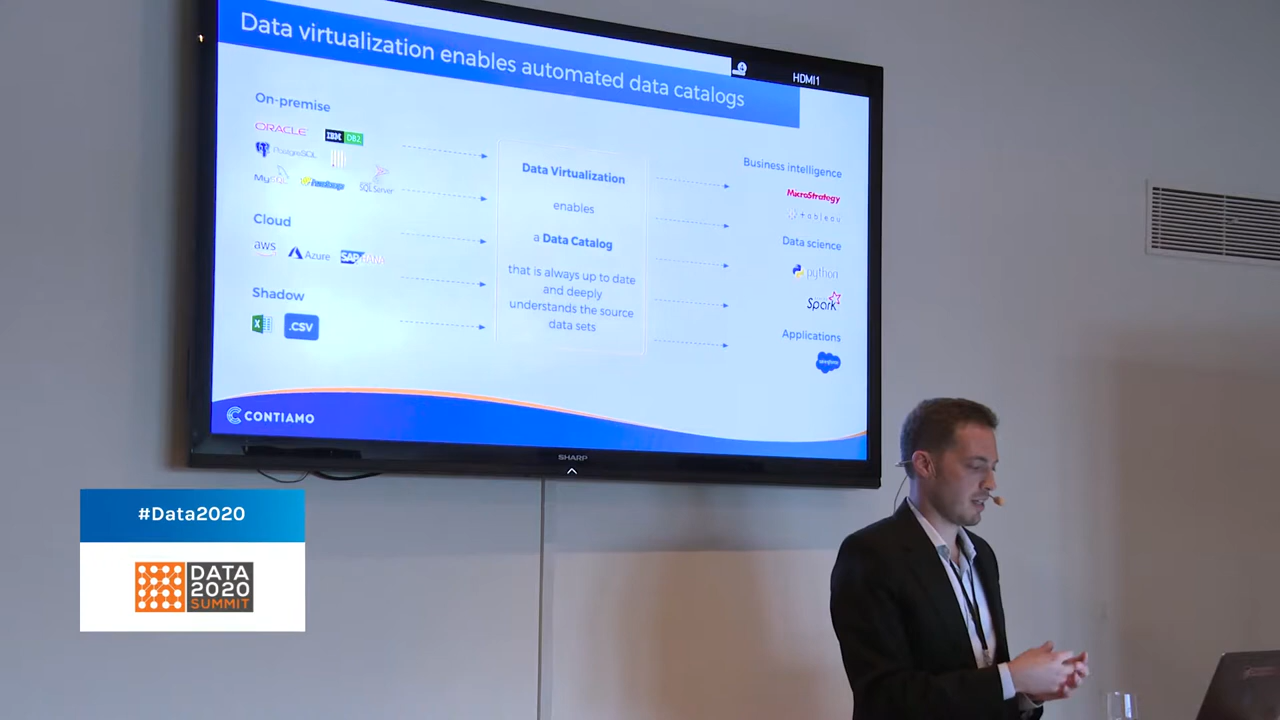 Data virtualization enables automated data catalogs
HDMI1
On-premise
ORACLE
IBM DB2
PostgreSQL
MySQL
hadoop
SQL Server
Cloud
aws
Azure
SAP HANA
Shadow
.CSV
Data Virtualization
enables
a Data Catalog
that is always up to date
and deeply
understands the source
data sets
Business intelligence
MicroStrategy
+ a b l e a u
Data science
python
Spark
Applications
salesforce
CONTIAMO
SHARP
#Data2020
DATA
2020
SUMMIT